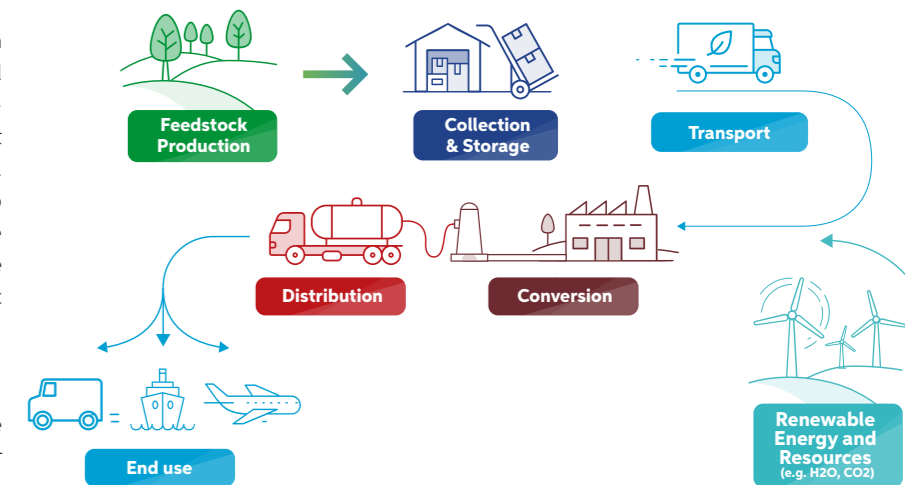 Feedstock
Production
Collection
& Storage
Transport
Distribution
Conversion
End use
Renewable
Energy and
Resources
(e.g. H2O, CO2)